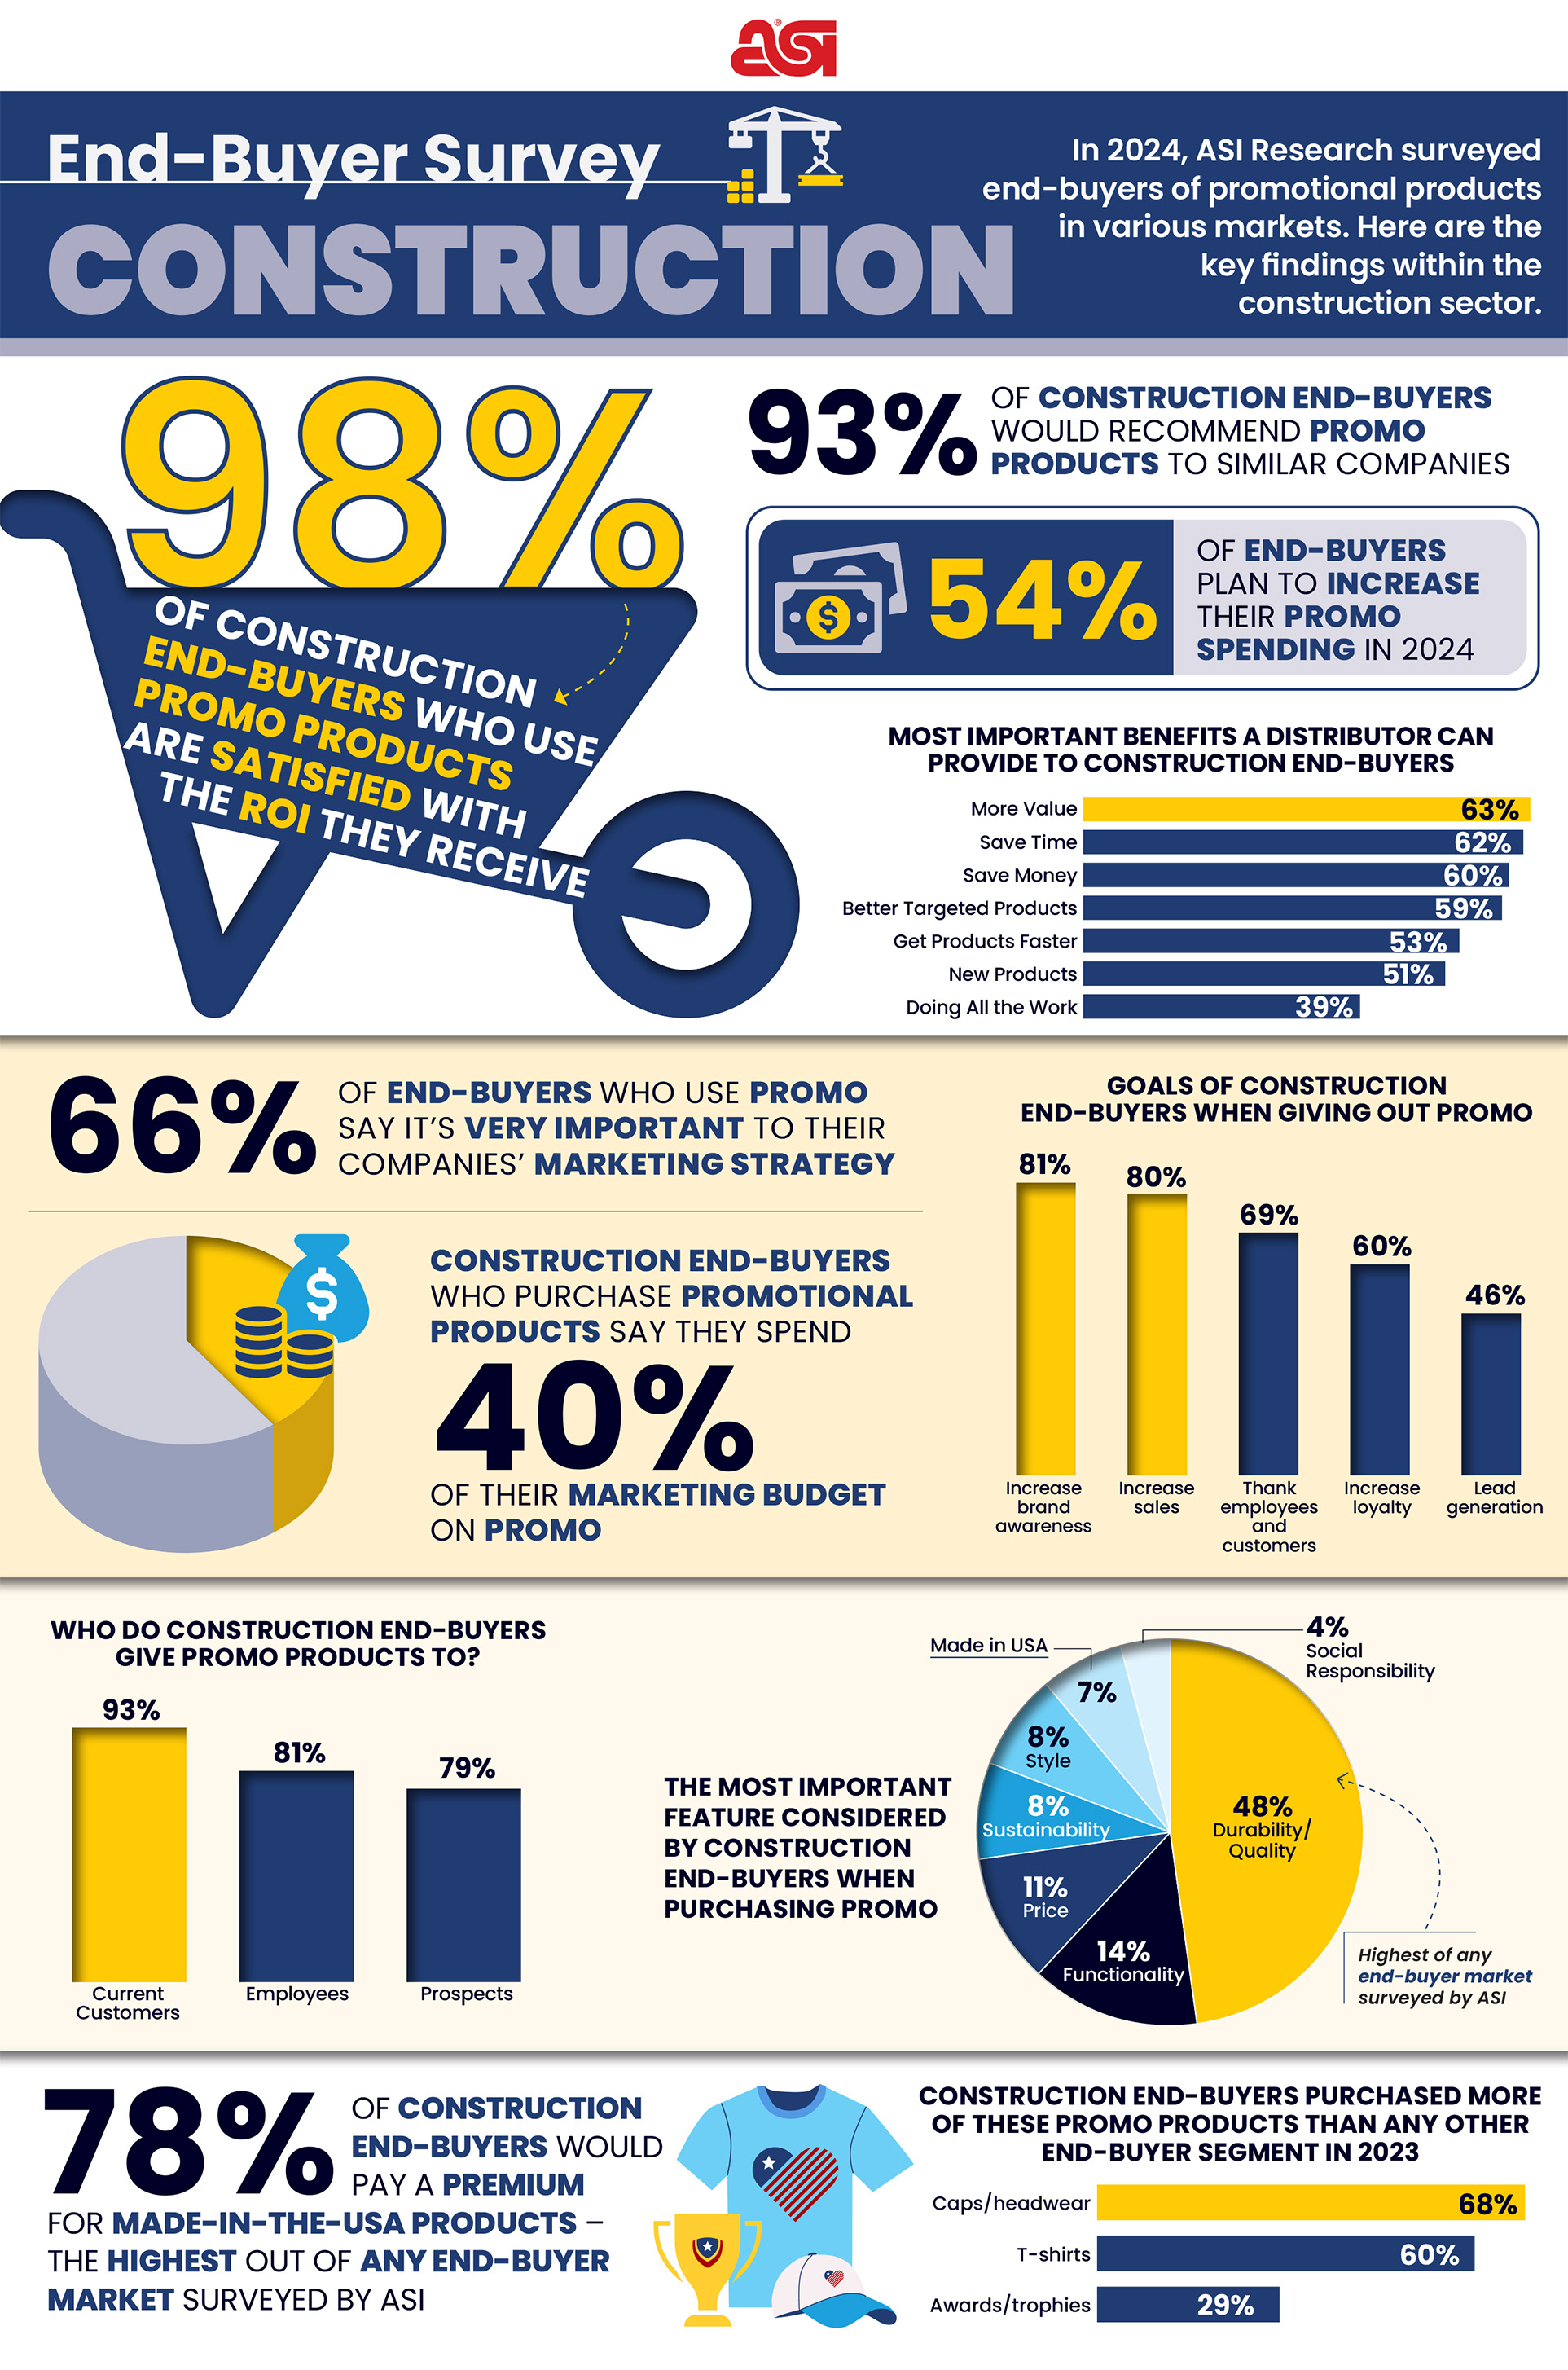 ASI®
End-Buyer Survey
CONSTRUCTION
In 2024, ASI Research surveyed
end-buyers of promotional products
in various markets. Here are the
key findings within the
construction sector.
98%
OF CONSTRUCTION
END-BUYERS WHO USE
PROMO PRODUCTS
ARE SATISFIED WITH
THE ROI THEY RECEIVE
93%
OF CONSTRUCTION END-BUYERS
WOULD RECOMMEND PROMO
PRODUCTS TO SIMILAR COMPANIES
$
54%
OF END-BUYERS
PLAN TO INCREASE
THEIR PROMO
SPENDING IN 2024
MOST IMPORTANT BENEFITS A DISTRIBUTOR CAN
PROVIDE TO CONSTRUCTION END-BUYERS
More Value 63%
Save Time 62%
Save Money 60%
Better Targeted Products 59%
Get Products Faster 53%
New Products 51%
Doing All the Work 39%
66%
OF END-BUYERS WHO USE PROMO
SAY IT'S VERY IMPORTANT TO THEIR
COMPANIES' MARKETING STRATEGY
$
CONSTRUCTION END-BUYERS
WHO PURCHASE PROMOTIONAL
PRODUCTS SAY THEY SPEND
40%
OF THEIR MARKETING BUDGET
ON PROMO
GOALS OF CONSTRUCTION
END-BUYERS WHEN GIVING OUT PROMO
81%
Increase
brand
awareness
80%
Increase
sales
69%
Thank
employees
and
customers
60%
Increase
loyalty
46%
Lead
generation
WHO DO CONSTRUCTION END-BUYERS
GIVE PROMO PRODUCTS TO?
93%
Current
Customers
81%
Employees
79%
Prospects
THE MOST IMPORTANT
FEATURE CONSIDERED
BY CONSTRUCTION
END-BUYERS WHEN
PURCHASING PROMO
4%
Social
Responsibility
Made in USA
7%
8%
Style
8%
Sustainability
11%
Price
14%
Functionality
48%
Durability/
Quality
Highest of any
end-buyer market
surveyed by ASI
78%
OF CONSTRUCTION
END-BUYERS WOULD
PAY A PREMIUM
FOR MADE-IN-THE-USA PRODUCTS –
THE HIGHEST OUT OF ANY END-BUYER
MARKET SURVEYED BY ASI
CONSTRUCTION END-BUYERS PURCHASED MORE
OF THESE PROMO PRODUCTS THAN ANY OTHER
END-BUYER SEGMENT IN 2023
Caps/headwear 68%
T-shirts 60%
Awards/trophies 29%